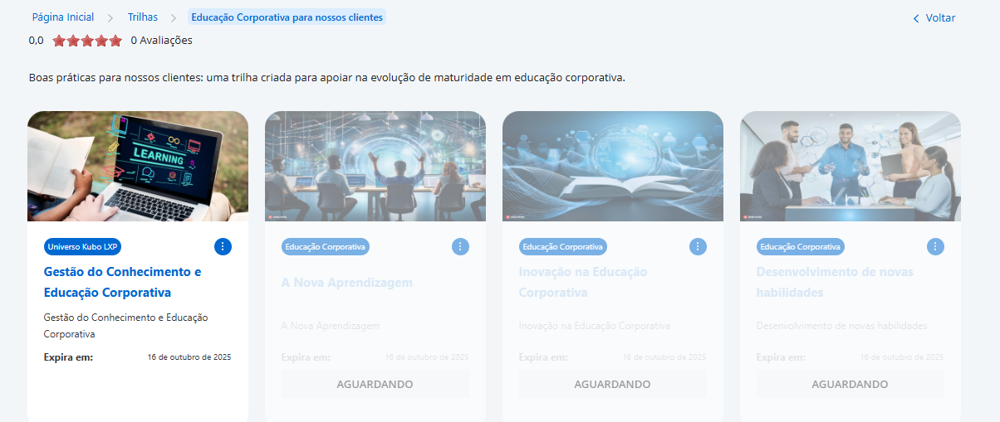 Página Inicial > Trilhas > Educação Corporativa para nossos clientes
< Voltar
0,0 0 Avaliações
Boas práticas para nossos clientes: uma trilha criada para apoiar na evolução de maturidade em educação corporativa.
LEARNING
Universo Kubo LXP
Gestão do Conhecimento e
Educação Corporativa
Gestão do Conhecimento e Educação
Corporativa
Expira em: 16 de outubro de 2025
Educação Corporativa
A Nova Aprendizagem
A Nova Aprendizagem
Expira em: 16 de outubro de 2025
AGUARDANDO
Educação Corporativa
Inovação na Educação
Corporativa
Inovação na Educação Corporativa
Expira em: 16 de outubro de 2025
AGUARDANDO
Educação Corporativa
Desenvolvimento de novas
habilidades
Desenvolvimento de novas habilidades
Expira em: 16 de outubro de 2025
AGUARDANDO